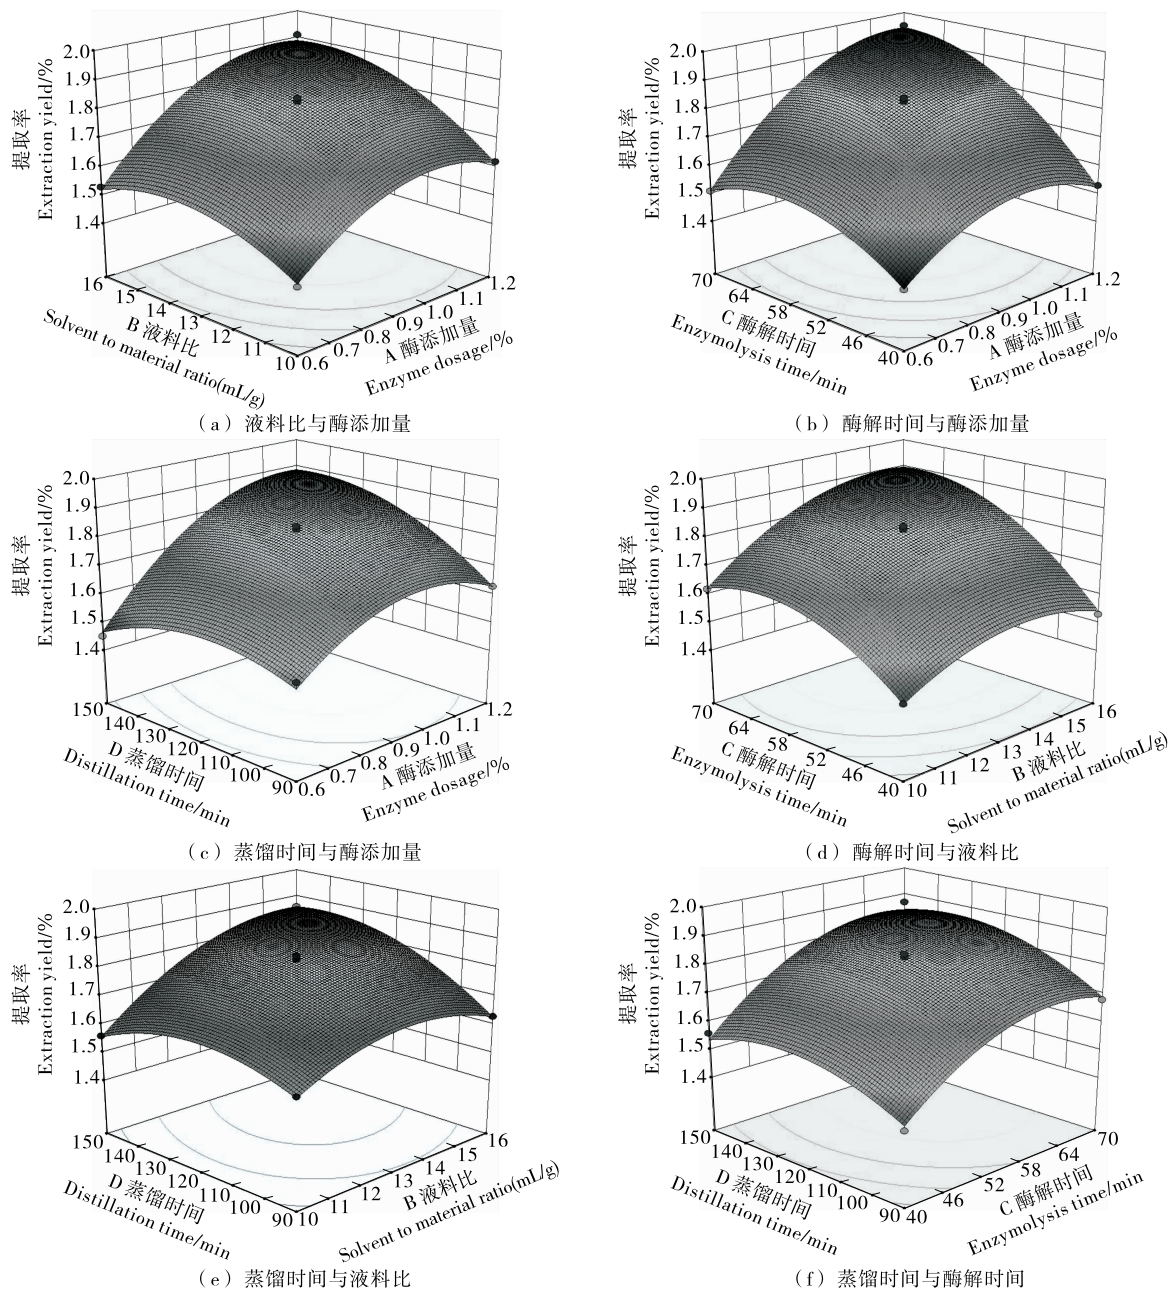 2.0
1.9
1.8
1.7
1.6
1.5
1.4
提取率
Extraction yield/%
16
15
14
13
12
11
10
B 液料比
Solvent to material ratio(mL/g)
0.6
0.7
0.8
0.9
1.0
1.1
1.2
A 酶添加量
Enzyme dosage/%
(a) 液料比与酶添加量
2.0
1.9
1.8
1.7
1.6
1.5
1.4
提取率
Extraction yield/%
70
64
58
52
46
40
C 酶解时间
Enzymolysis time/min
0.6
0.7
0.8
0.9
1.0
1.1
1.2
A 酶添加量
Enzyme dosage/%
(b) 酶解时间与酶添加量
2.0
1.9
1.8
1.7
1.6
1.5
1.4
提取率
Extraction yield/%
150
140
130
120
110
100
90
D 蒸馏时间
Distillation time/min
0.6
0.7
0.8
0.9
1.0
1.1
1.2
A 酶添加量
Enzyme dosage/%
(c) 蒸馏时间与酶添加量
2.0
1.9
1.8
1.7
1.6
1.5
1.4
提取率
Extraction yield/%
70
64
58
52
46
40
C 酶解时间
Enzymolysis time/min
10
11
12
13
14
15
16
B 液料比
Solvent to material ratio(mL/g)
(d) 酶解时间与液料比
2.0
1.9
1.8
1.7
1.6
1.5
1.4
提取率
Extraction yield/%
150
140
130
120
110
100
90
D 蒸馏时间
Distillation time/min
10
11
12
13
14
15
16
B 液料比
Solvent to material ratio(mL/g)
(e) 蒸馏时间与液料比
2.0
1.9
1.8
1.7
1.6
1.5
1.4
提取率
Extraction yield/%
150
140
130
120
110
100
90
D 蒸馏时间
Distillation time/min
40
46
52
58
64
70
C 酶解时间
Enzymolysis time/min
(f) 蒸馏时间与酶解时间